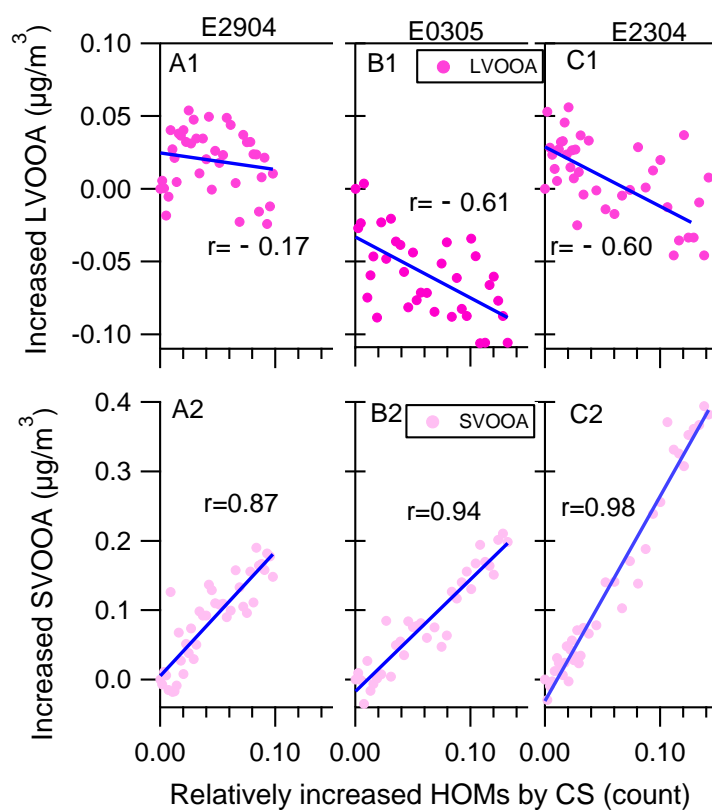 E2904
E0305
E2304
Increased LVOOA (µg/m³)
0.10
0.05
0.00
-0.05
-0.10
A1
r= - 0.17
B1
LVOOA
r= - 0.61
C1
r= - 0.60
Increased SVOOA (µg/m³)
0.4
0.3
0.2
0.1
0.0
A2
r=0.87
B2
SVOOA
r=0.94
C2
r=0.98
0.00
0.10
0.00
0.10
0.00
0.10
Relatively increased HOMs by CS (count)